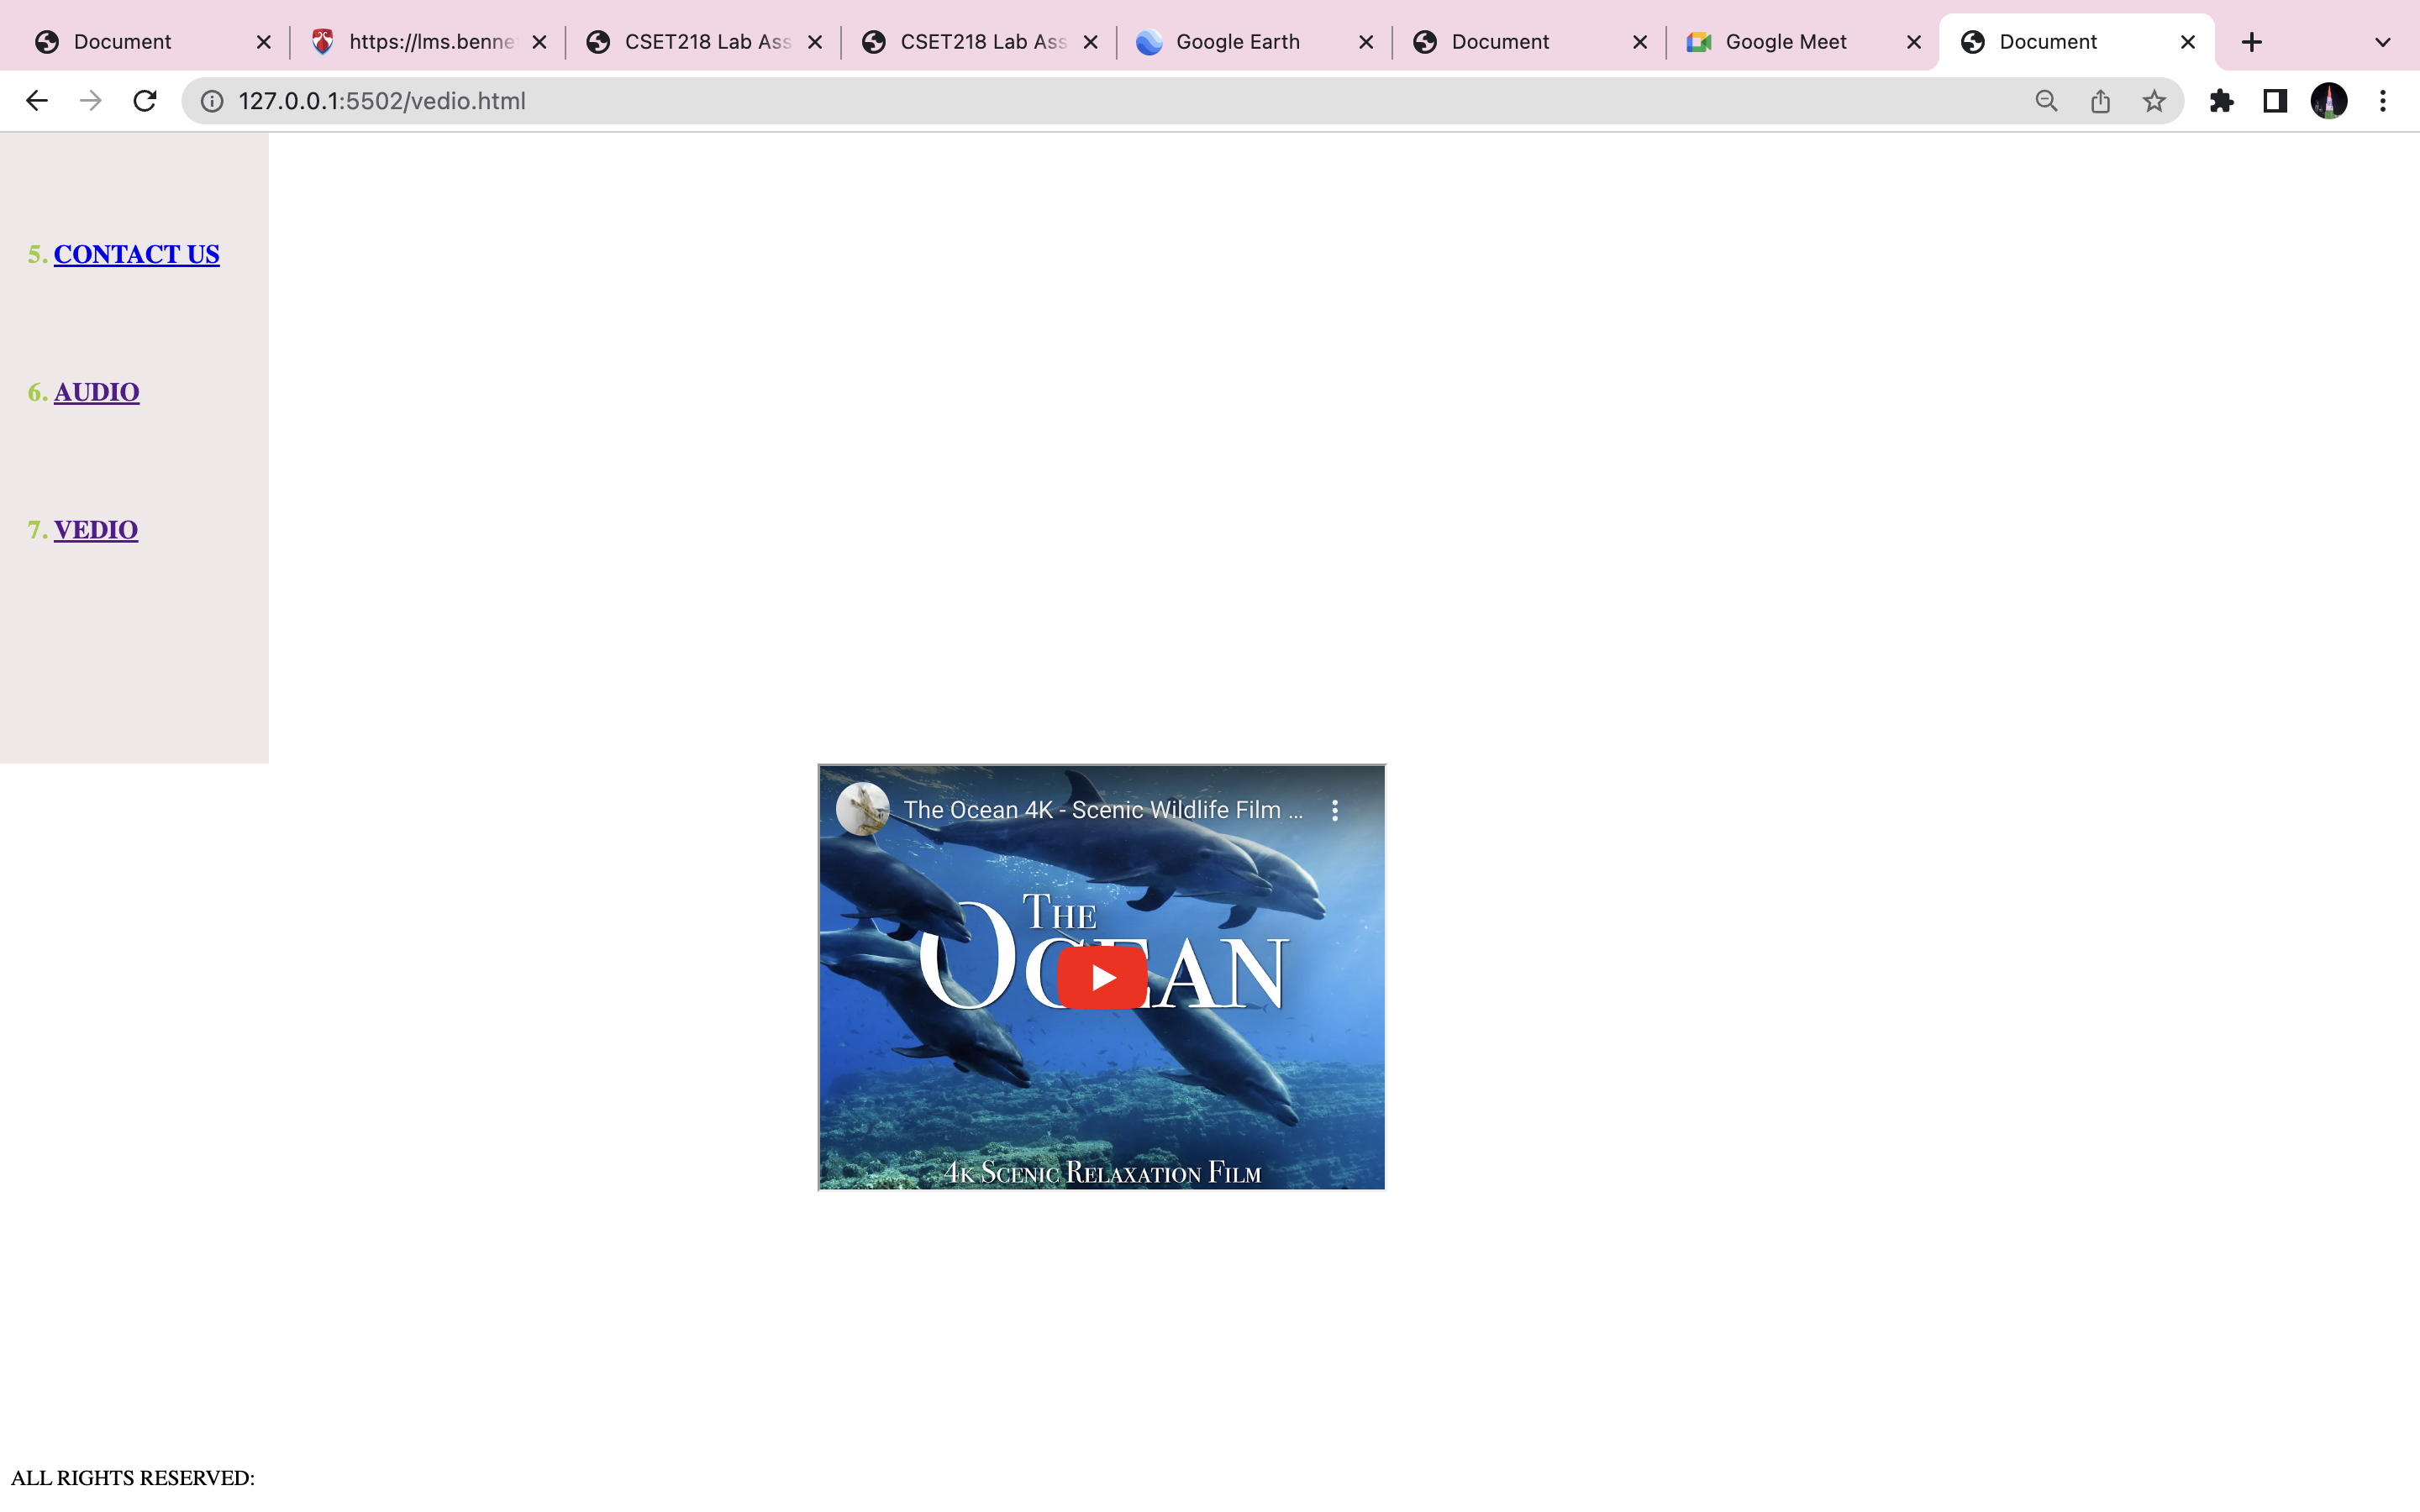 Document
https://lms.benne
CSET218 Lab Ass
CSET218 Lab Ass
Google Earth
Document
Google Meet
Document
127.0.0.1:5502/vedio.html
5. CONTACT US
6. AUDIO
7. VEDIO
The Ocean 4K - Scenic Wildlife Film ...
THE
OCEAN
4K SCENIC RELAXATION FILM
ALL RIGHTS RESERVED: